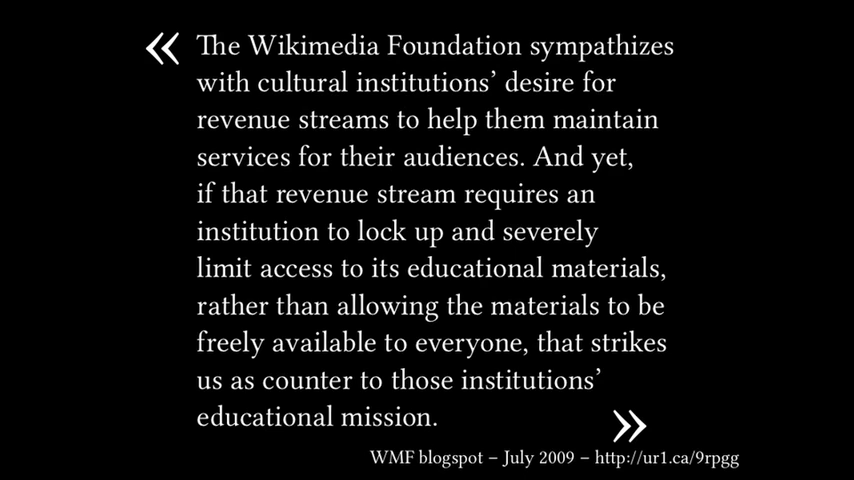 « The Wikimedia Foundation sympathizes
with cultural institutions’ desire for
revenue streams to help them maintain
services for their audiences. And yet,
if that revenue stream requires an
institution to lock up and severely
limit access to its educational materials,
rather than allowing the materials to be
freely available to everyone, that strikes
us as counter to those institutions’
educational mission. »
WMF blogspot – July 2009 – http://ur1.ca/9rpgg